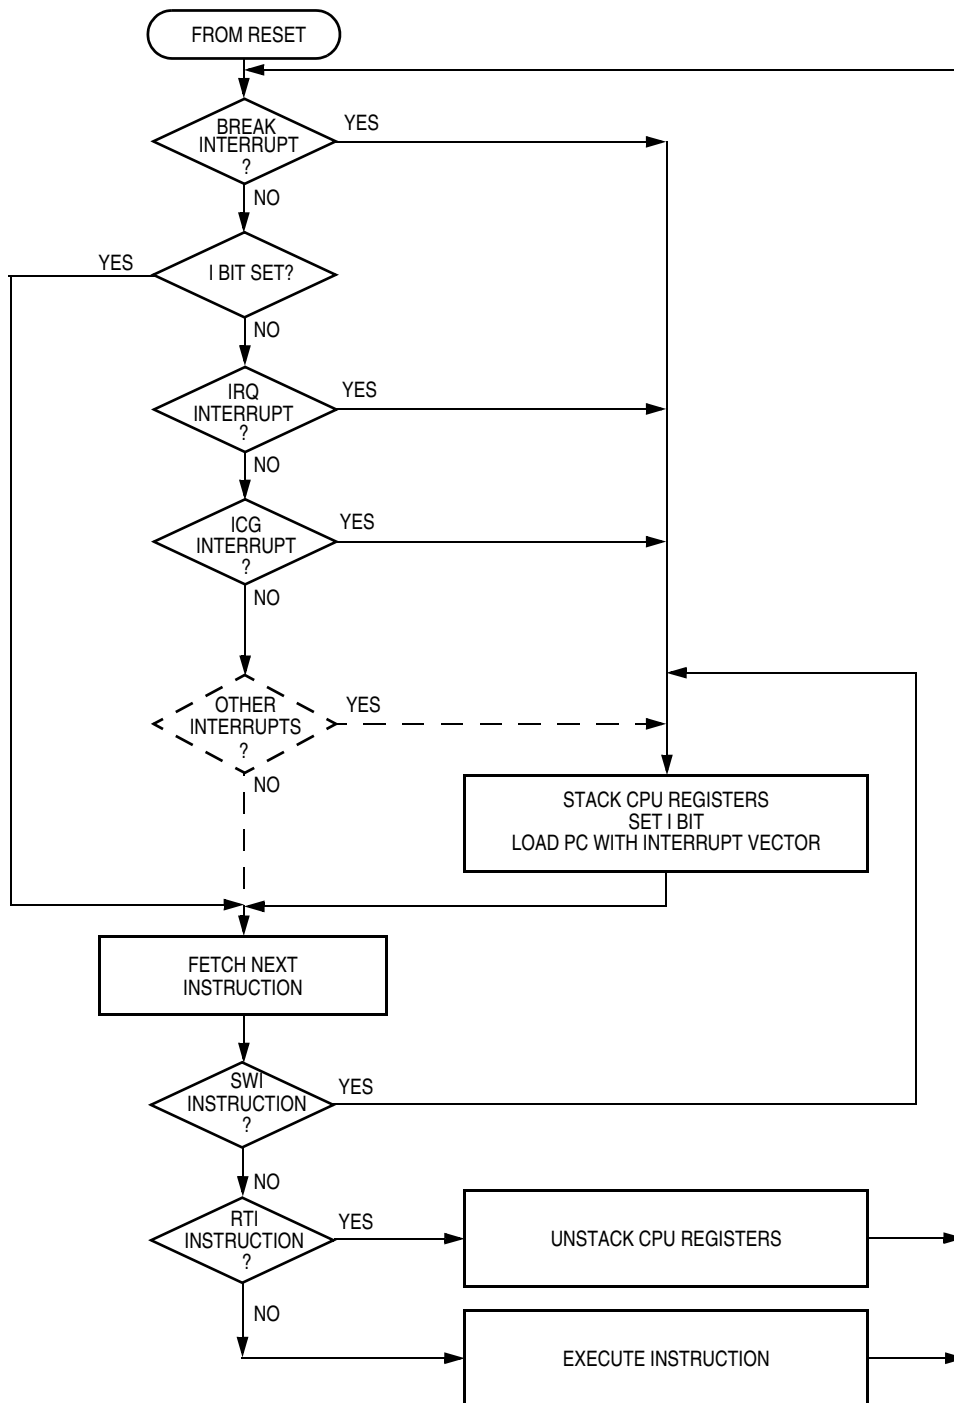 FROM RESET
BREAK
INTERRUPT
?
YES
NO
YES
I BIT SET?
NO
IRQ
INTERRUPT
?
YES
NO
ICG
INTERRUPT
?
YES
NO
OTHER
INTERRUPTS
?
YES
NO
STACK CPU REGISTERS
SET I BIT
LOAD PC WITH INTERRUPT VECTOR
FETCH NEXT
INSTRUCTION
SWI
INSTRUCTION
?
YES
NO
RTI
INSTRUCTION
?
YES
UNSTACK CPU REGISTERS
NO
EXECUTE INSTRUCTION